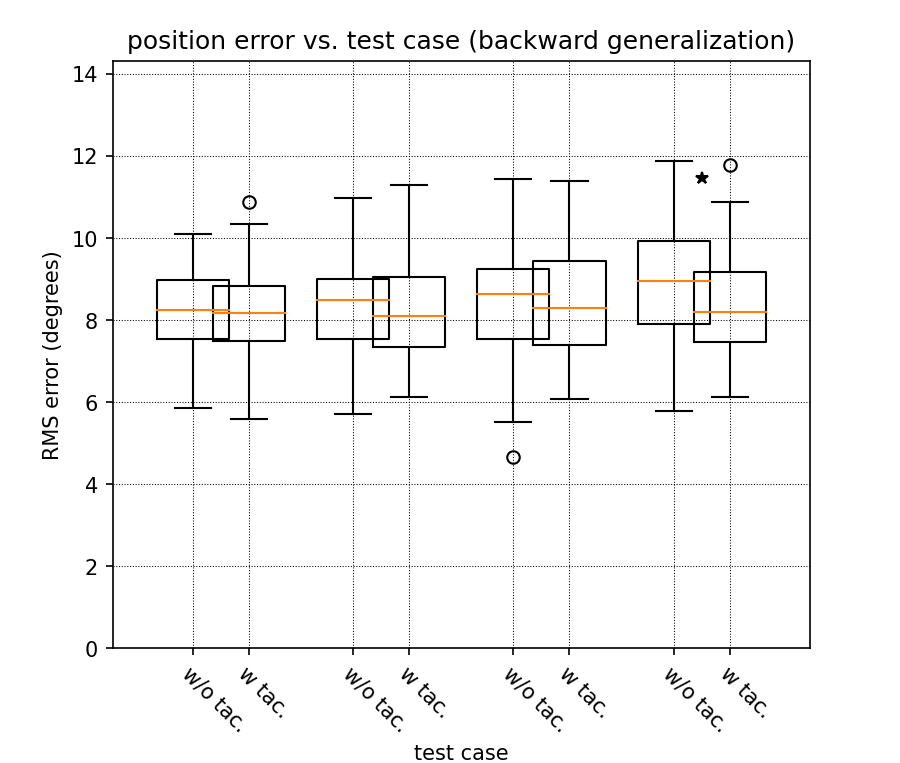 position error vs. test case (backward generalization)
RMS error (degrees)
14
12
10
8
6
4
2
0
w/o tac.
w tac.
w/o tac.
w tac.
w/o tac.
w tac.
w/o tac.
w tac.
test case